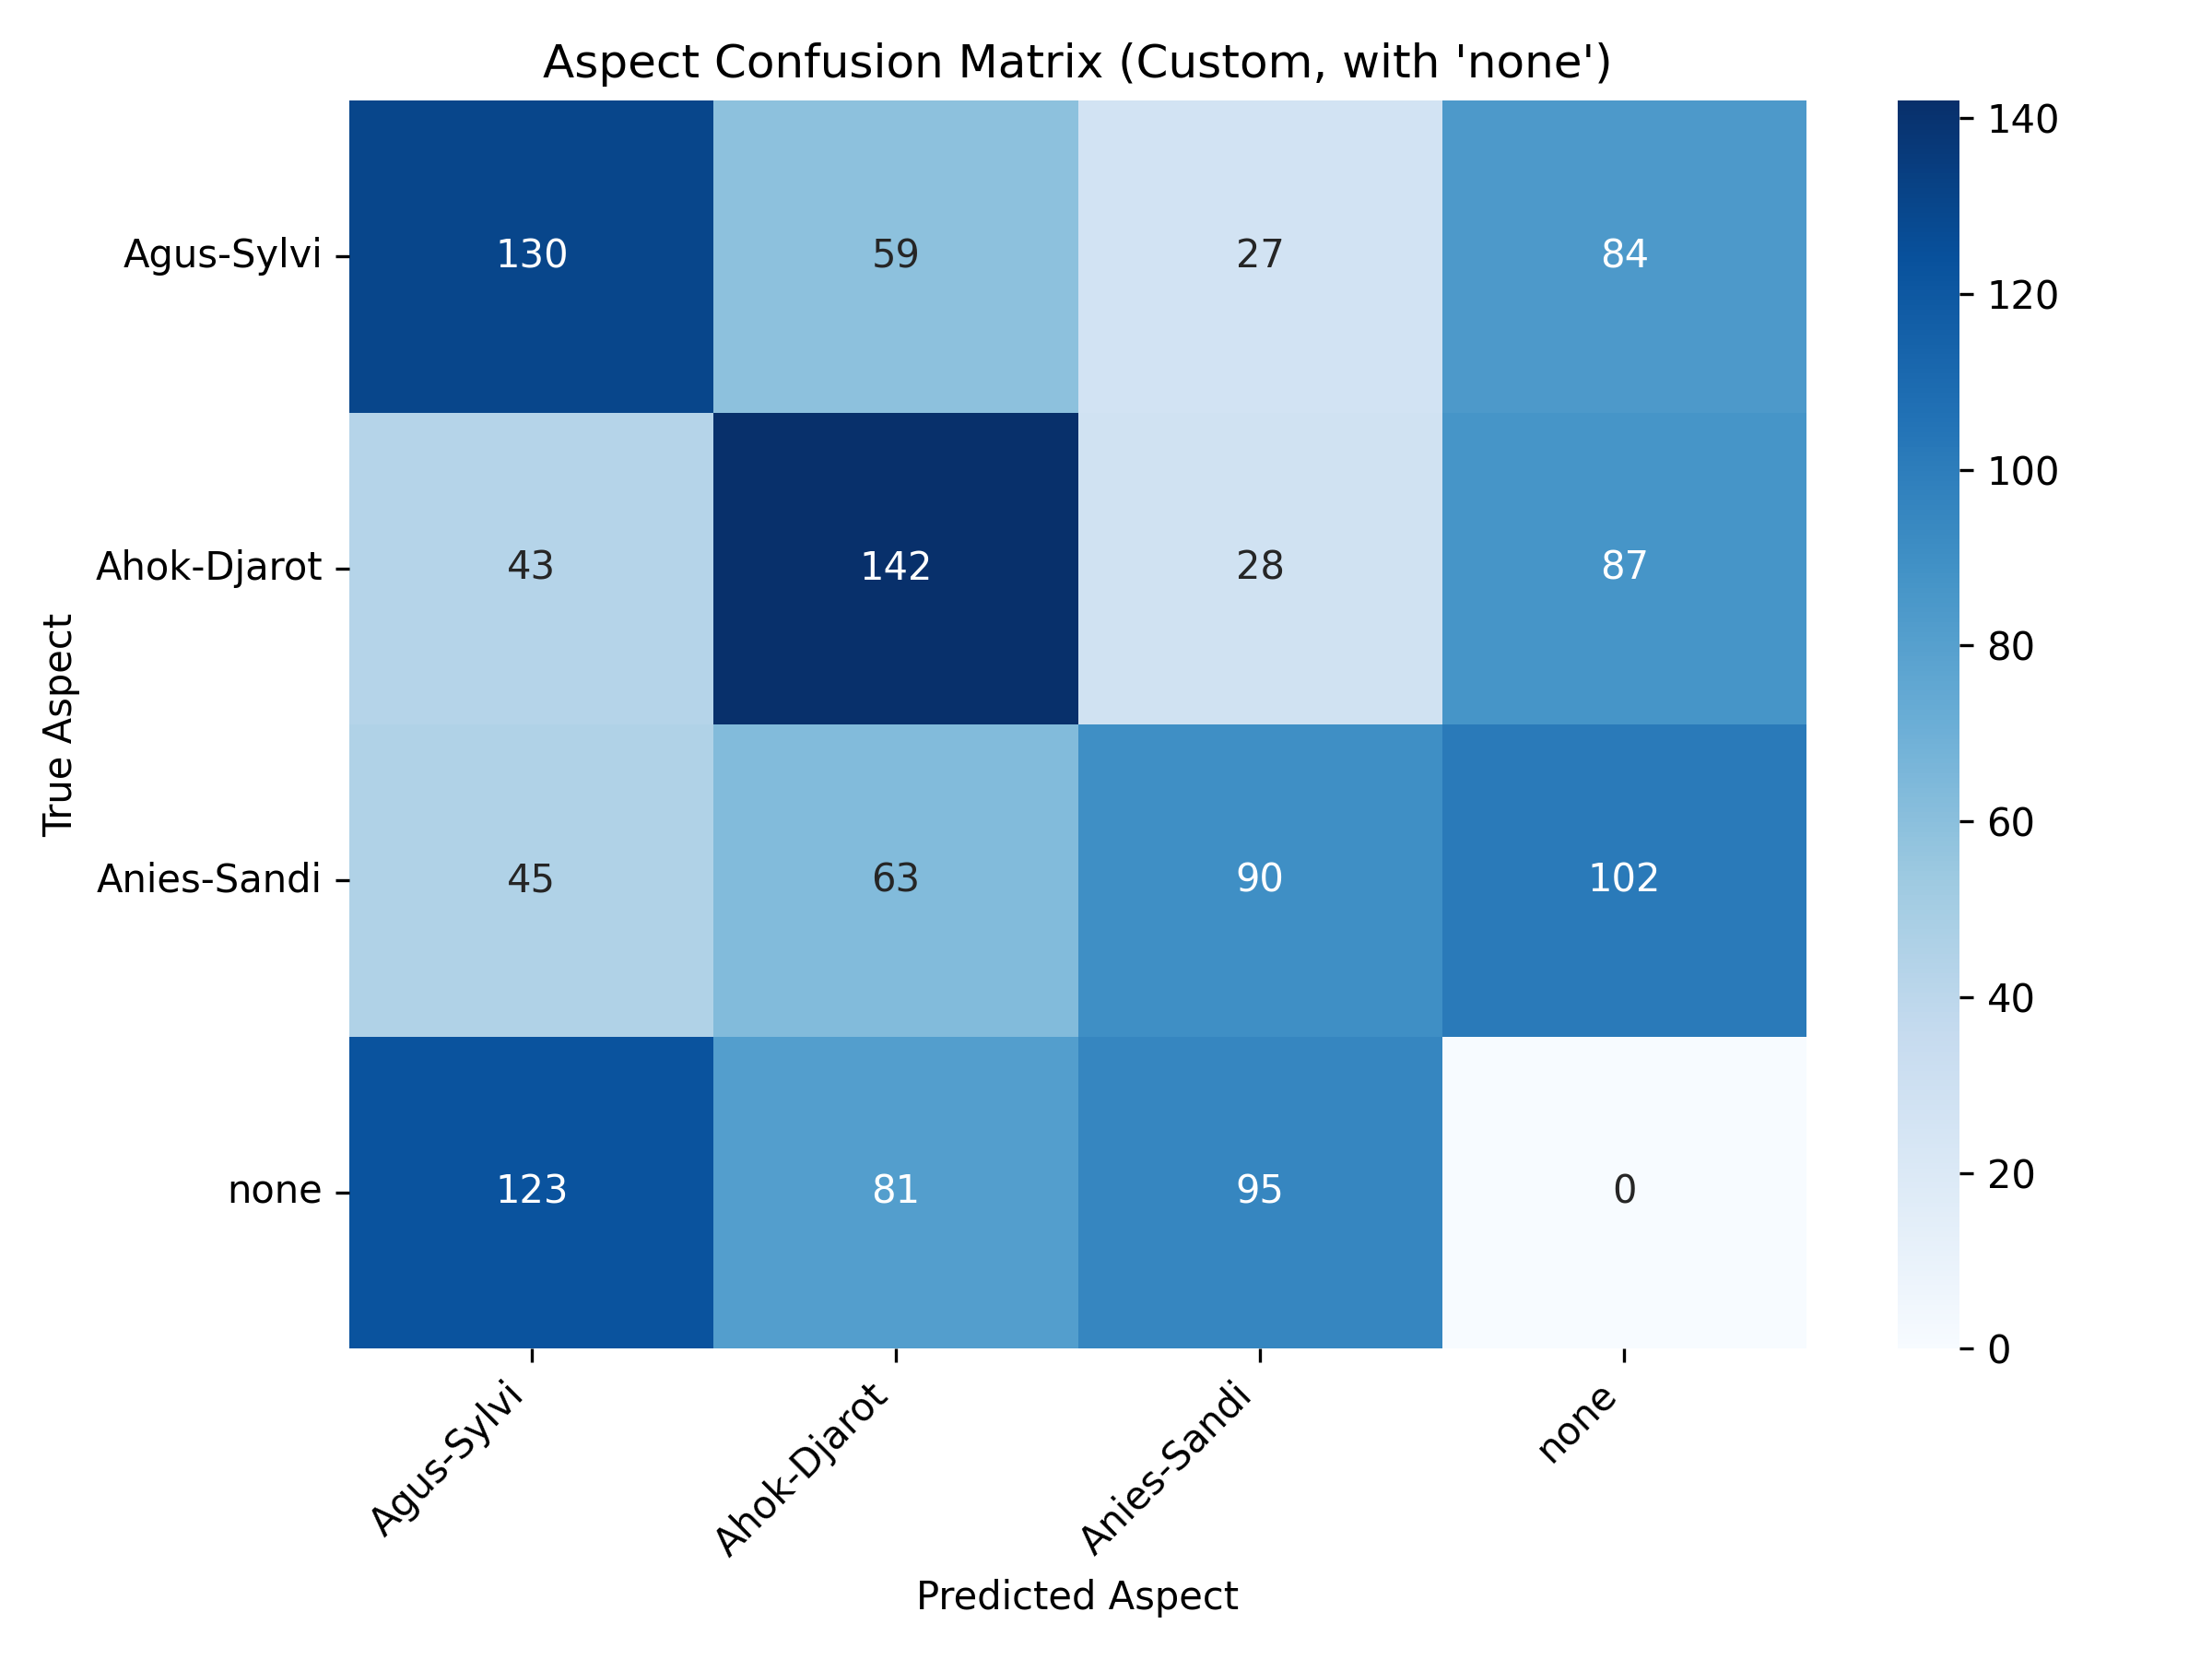 Aspect Confusion Matrix (Custom, with 'none')
Agus-Sylvi 130 59 27 84
Ahok-Djarot 43 142 28 87
Anies-Sandi 45 63 90 102
none 123 81 95 0
True Aspect
Agus-Sylvi Ahok-Djarot Anies-Sandi none
Predicted Aspect
140
120
100
80
60
40
20
0